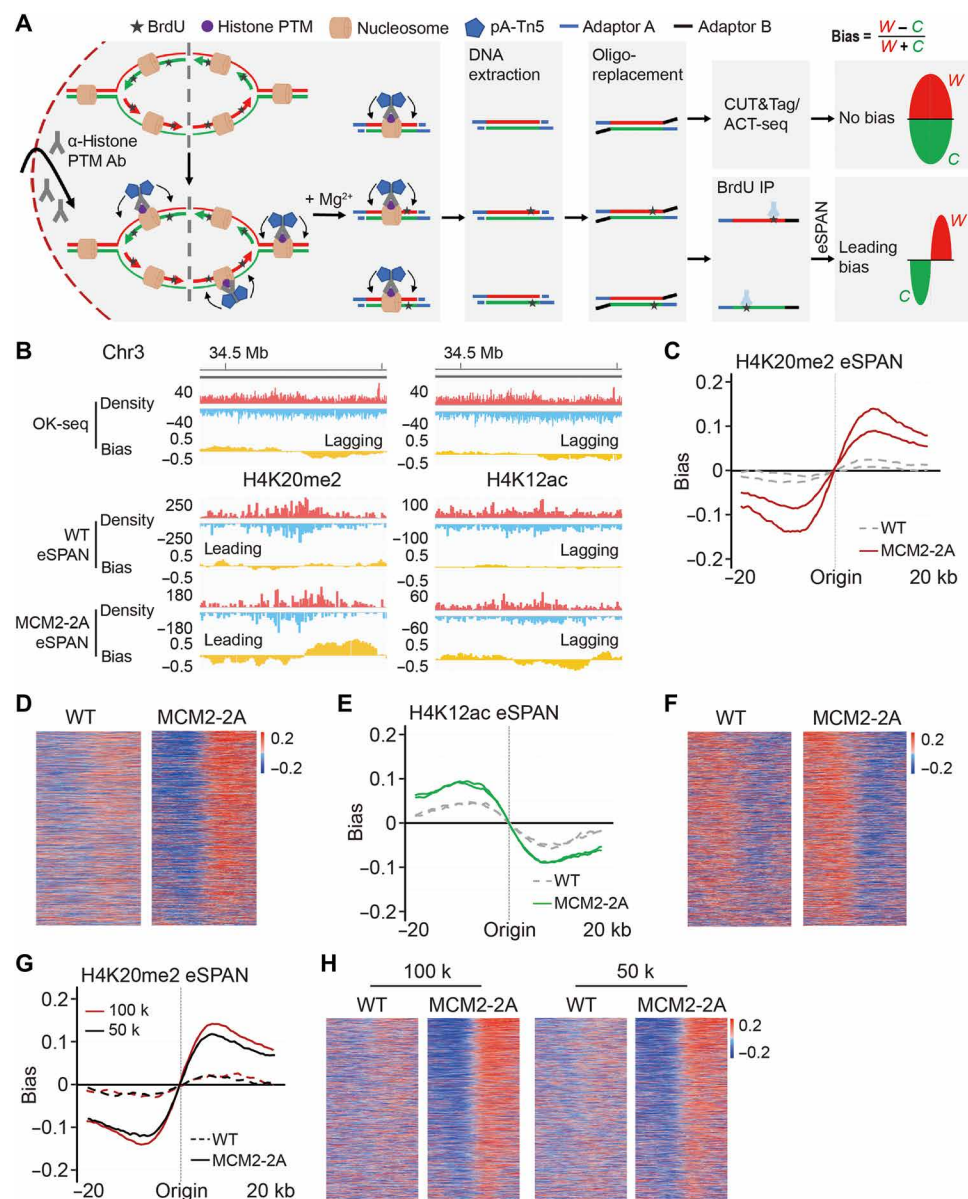 A
BrdU
Histone PTM
Nucleosome
pA-Tn5
Adaptor A
Adaptor B
Bias = W − C
W + C
α-Histone
PTM Ab
+ Mg²⁺
DNA
extraction
Oligo-
replacement
CUT&Tag/
ACT-seq
No bias
W
C
BrdU IP
eSPAN
Leading
bias
W
C
B
Chr3
34.5 Mb
34.5 Mb
OK-seq
Density
Bias
40
−40
0.5
−0.5
Lagging
40
−40
0.5
−0.5
Lagging
H4K20me2
H4K12ac
WT
eSPAN
Density
Bias
250
−250
0.5
−0.5
Leading
100
−100
0.5
−0.5
Lagging
MCM2-2A
eSPAN
Density
Bias
180
−180
0.5
−0.5
Leading
60
−60
0.5
−0.5
Lagging
C
H4K20me2 eSPAN
0.2
0.1
0
−0.1
−0.2
Bias
WT
MCM2-2A
−20
Origin
20 kb
D
WT
MCM2-2A
0.2
−0.2
E
H4K12ac eSPAN
0.2
0.1
0
−0.1
−0.2
Bias
WT
MCM2-2A
−20
Origin
20 kb
F
WT
MCM2-2A
0.2
−0.2
G
H4K20me2 eSPAN
0.2
0.1
0
−0.1
−0.2
Bias
100 k
50 k
WT
MCM2-2A
−20
Origin
20 kb
H
100 k
50 k
WT
MCM2-2A
WT
MCM2-2A
0.2
−0.2